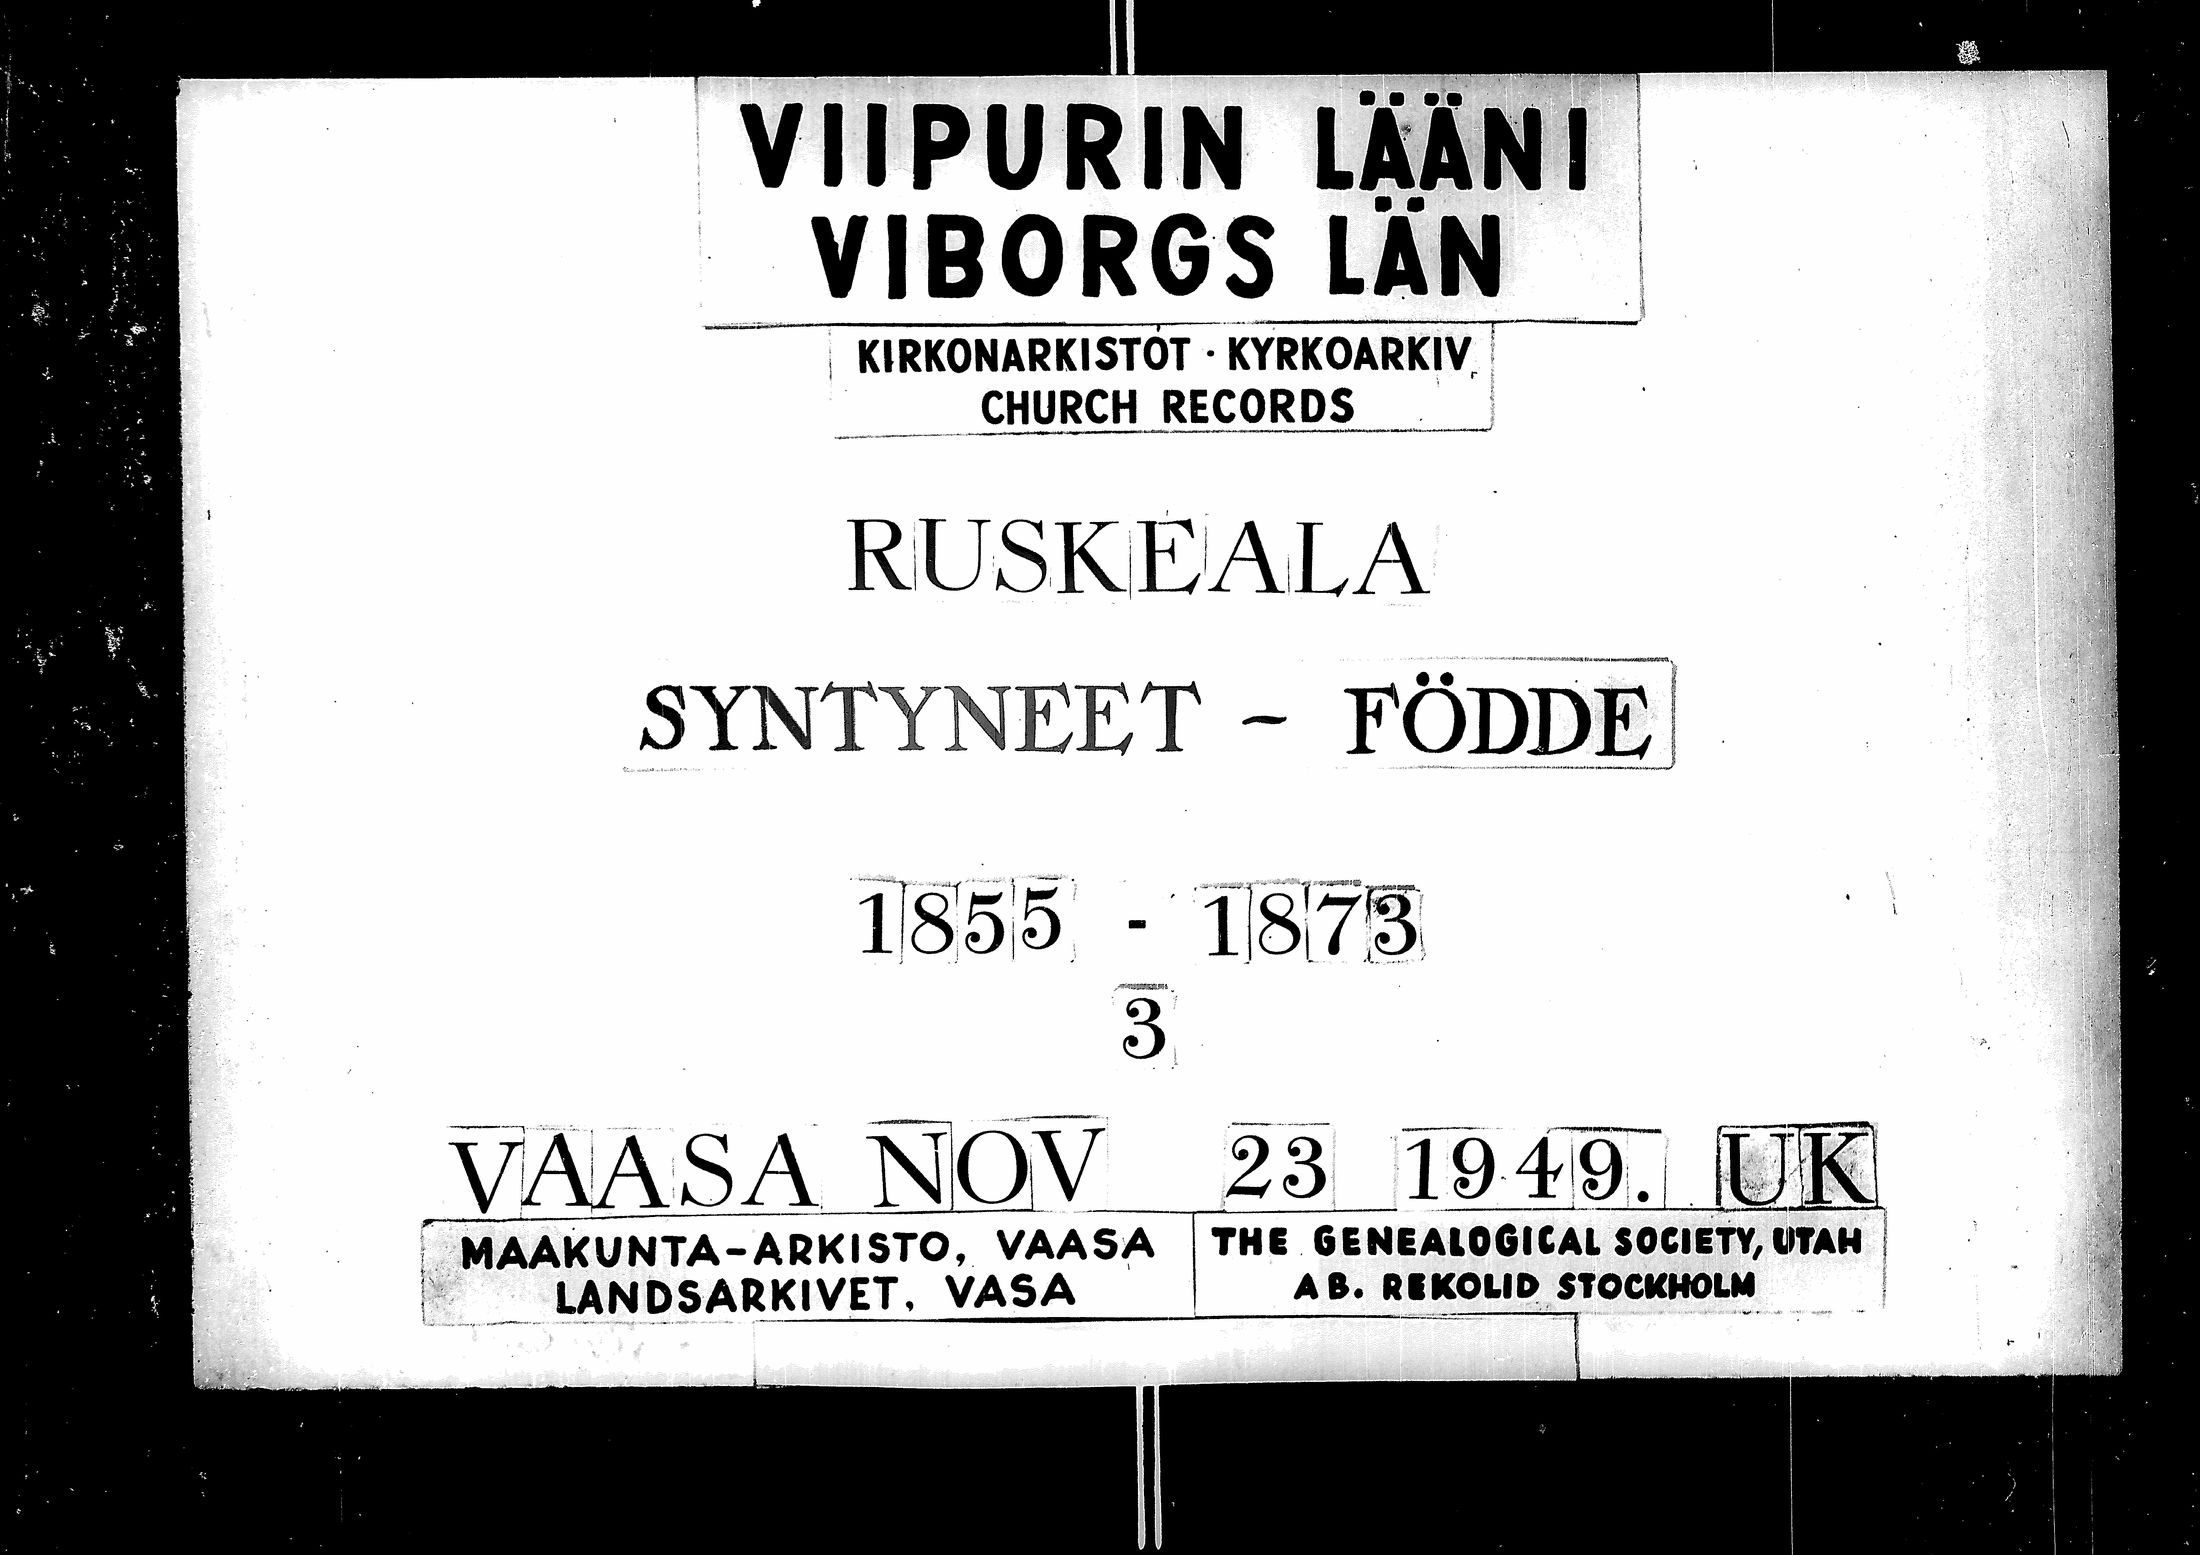 VIIPURIN LÄÄNI
VIBORGS LÄN
KIRKONARKISTOT · KYRKOARKIV
CHURCH RECORDS
RUSKEALA
SYNTYNEET - FÖDDE
1855 - 1873
3
VAASA NOV 23 1949. UK
MAAKUNTA-ARKISTO, VAASA
LANDSARKIVET, VASA
THE GENEALOGICAL SOCIETY, UTAH
AB. REKOLID STOCKHOLM